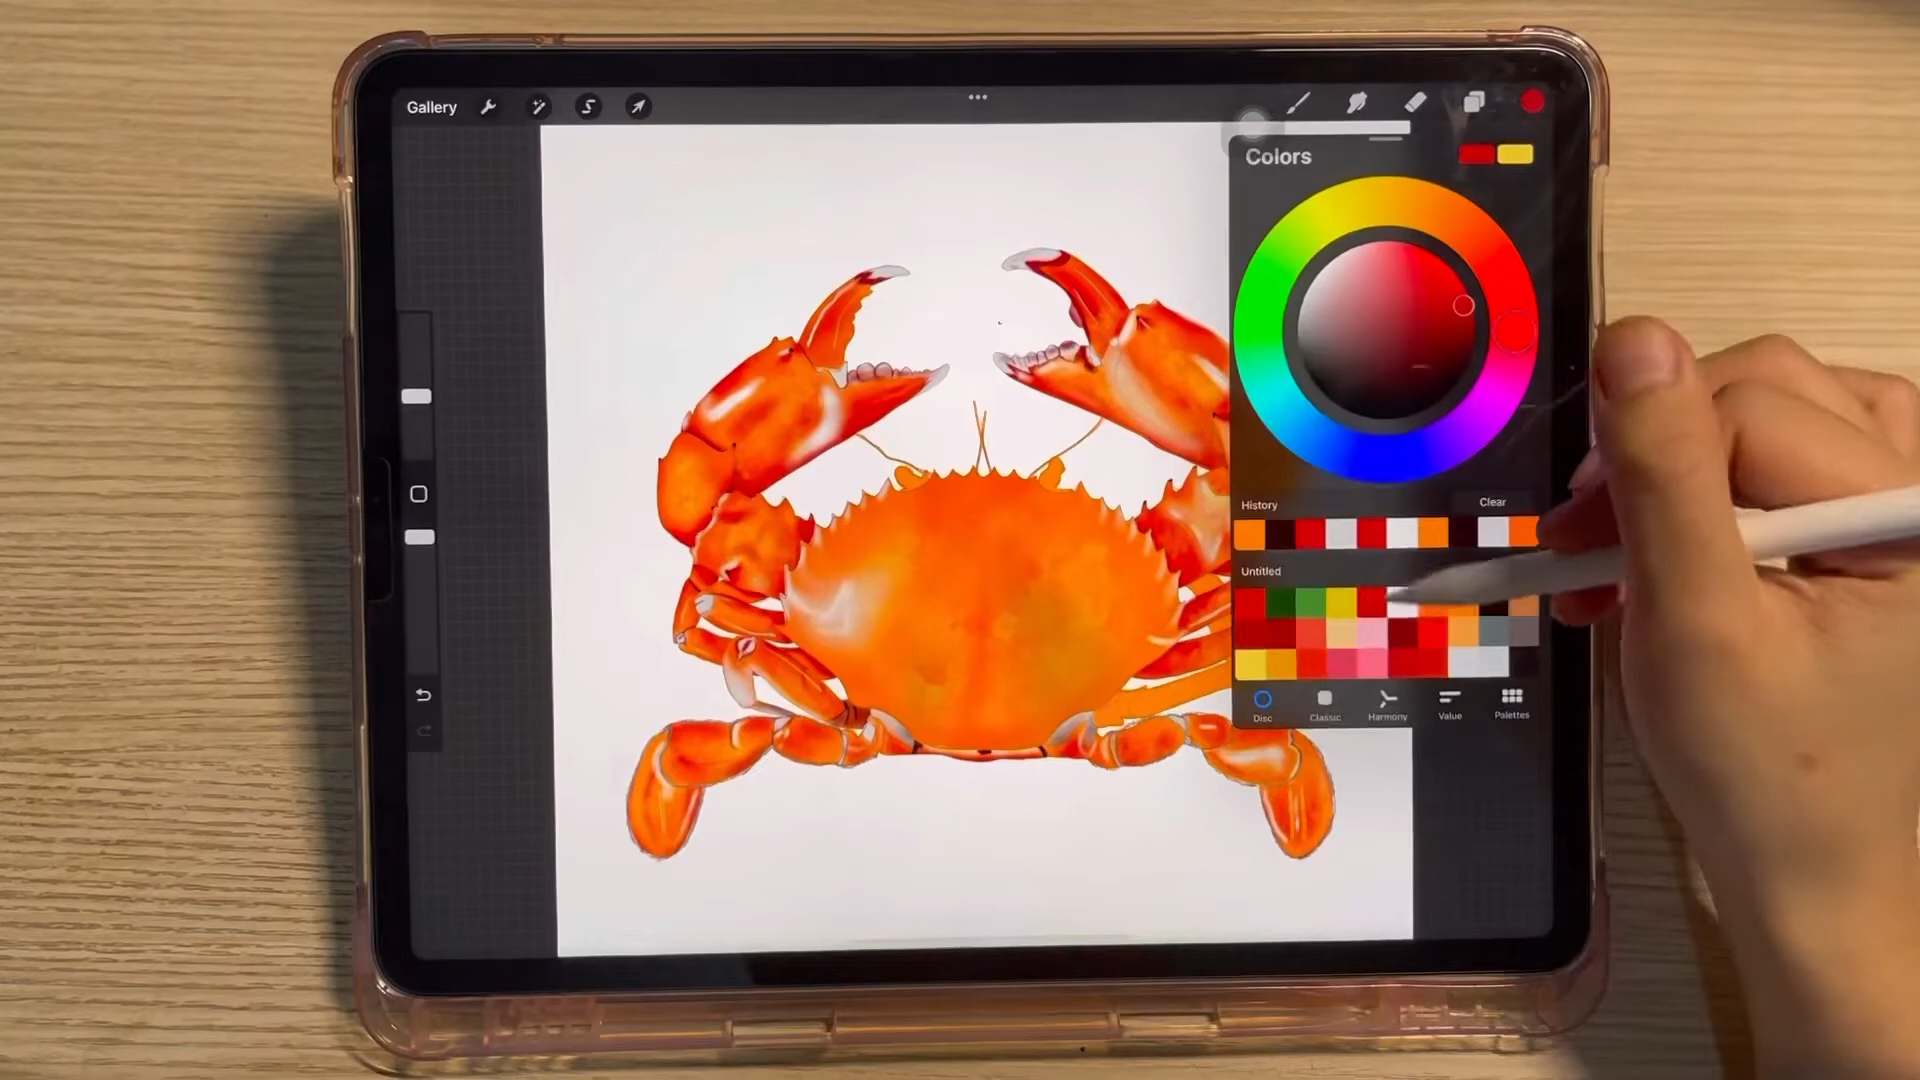 Gallery
Colors
History
Clear
Untitled
Disc
Classic
Harmony
Value
Palettes